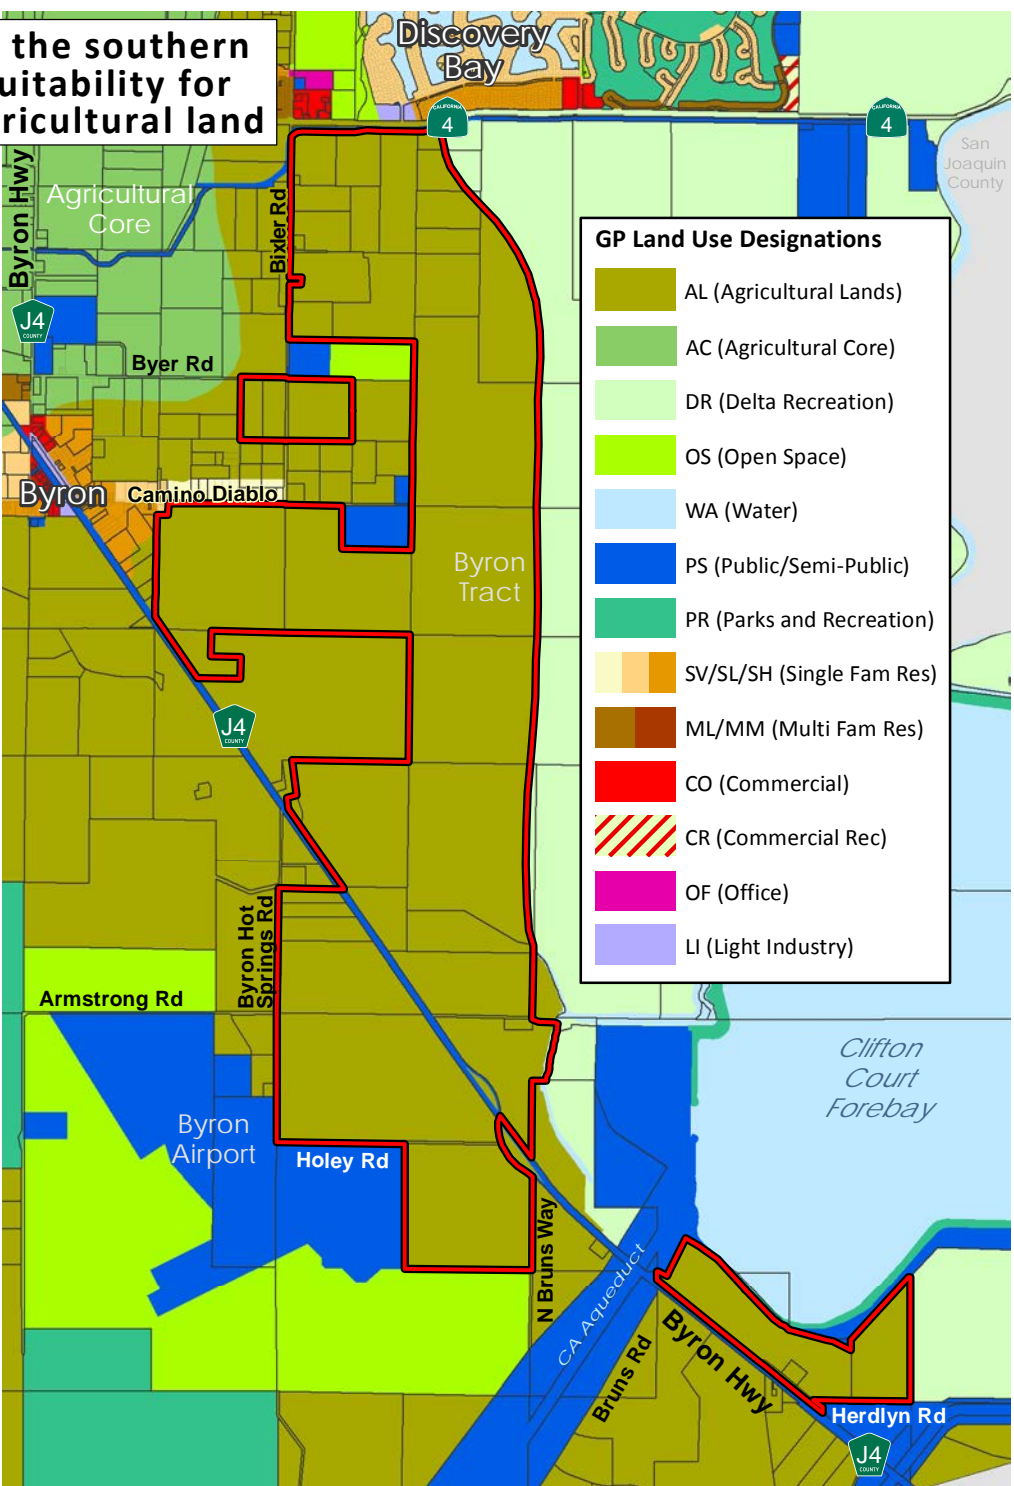 the southern
uitability for
ricultural land
Discovery
Bay
CALIFORNIA
4
CALIFORNIA
4
San
Joaquin
County
Byron Hwy
Agricultural
Core
Bixler Rd
J4
COUNTY
Byer Rd
GP Land Use Designations
AL (Agricultural Lands)
AC (Agricultural Core)
DR (Delta Recreation)
OS (Open Space)
WA (Water)
PS (Public/Semi-Public)
PR (Parks and Recreation)
SV/SL/SH (Single Fam Res)
ML/MM (Multi Fam Res)
CO (Commercial)
CR (Commercial Rec)
OF (Office)
LI (Light Industry)
Byron
Camino Diablo
Byron
Tract
J4
COUNTY
Byron Hot
Springs Rd
Armstrong Rd
Clifton
Court
Forebay
Byron
Airport
Holey Rd
N Bruns Way
CA Aqueduct
Bruns Rd
Byron Hwy
Herdlyn Rd
J4
COUNTY